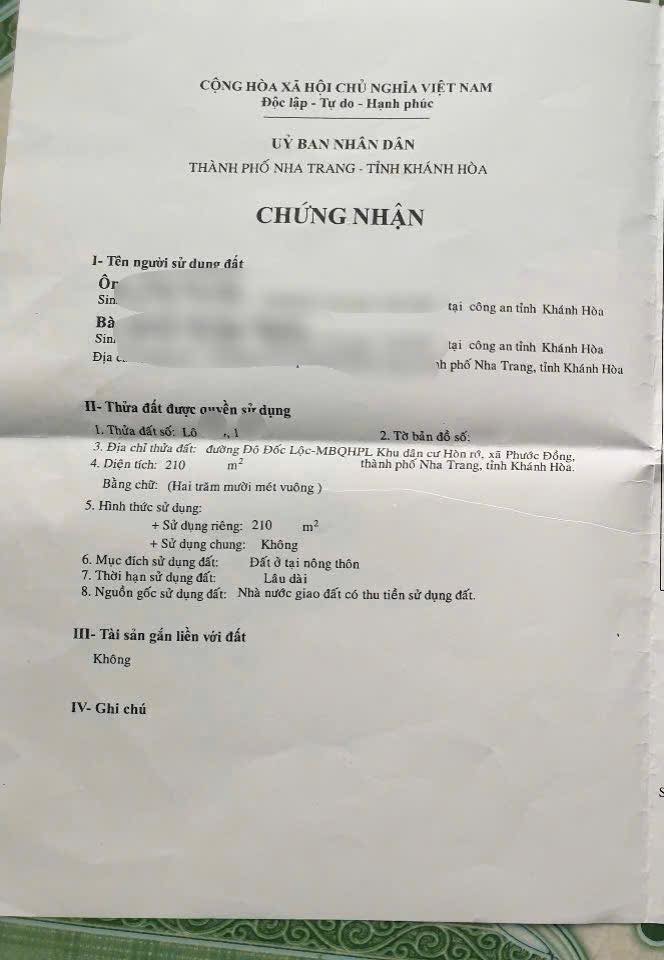 CỘNG HÒA XÃ HỘI CHỦ NGHĨA VIỆT NAM
Độc lập - Tự do - Hạnh phúc
UỶ BAN NHÂN DÂN
THÀNH PHỐ NHA TRANG - TỈNH KHÁNH HÒA
CHỨNG NHẬN
I- Tên người sử dụng đất
Ôn
Sin tại công an tỉnh Khánh Hòa
Bà
Sin tại công an tỉnh Khánh Hòa
Địa c phố Nha Trang, tỉnh Khánh Hòa
II- Thửa đất được quyền sử dụng
1. Thửa đất số: Lô 1 2. Tờ bản đồ số:
3. Địa chỉ thửa đất: đường Đô Đốc Lộc-MBQHPL Khu dân cư Hòn rớ, xã Phước Đồng,
4. Diện tích: 210 m² thành phố Nha Trang, tỉnh Khánh Hòa.
Bằng chữ: (Hai trăm mười mét vuông )
5. Hình thức sử dụng:
+ Sử dụng riêng: 210 m²
+ Sử dụng chung: Không
6. Mục đích sử dụng đất: Đất ở tại nông thôn
7. Thời hạn sử dụng đất: Lâu dài
8. Nguồn gốc sử dụng đất: Nhà nước giao đất có thu tiền sử dụng đất.
III- Tài sản gắn liền với đất
Không
IV- Ghi chú